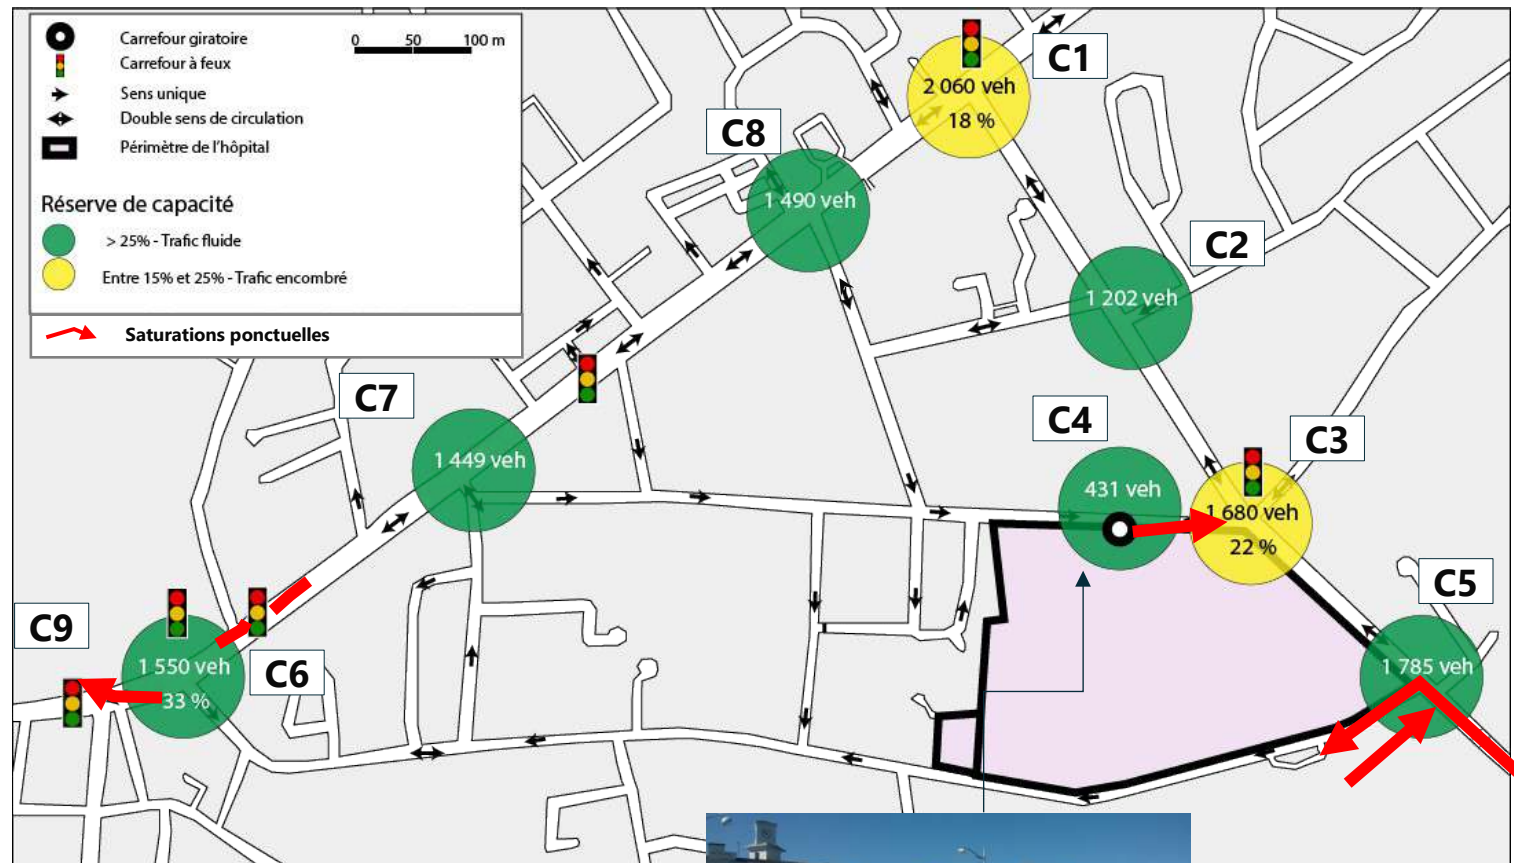 Carrefour giratoire
0 50 100 m
Carrefour à feux
Sens unique
Double sens de circulation
Périmètre de l'hôpital
Réserve de capacité
> 25% - Trafic fluide
Entre 15% et 25% - Trafic encombré
Saturations ponctuelles
C1
2 060 veh
18 %
C8
1 490 veh
C2
1 202 veh
C7
1 449 veh
C4
431 veh
C3
1 680 veh
22 %
C5
1 785 veh
C9
C6
1 550 veh
33 %